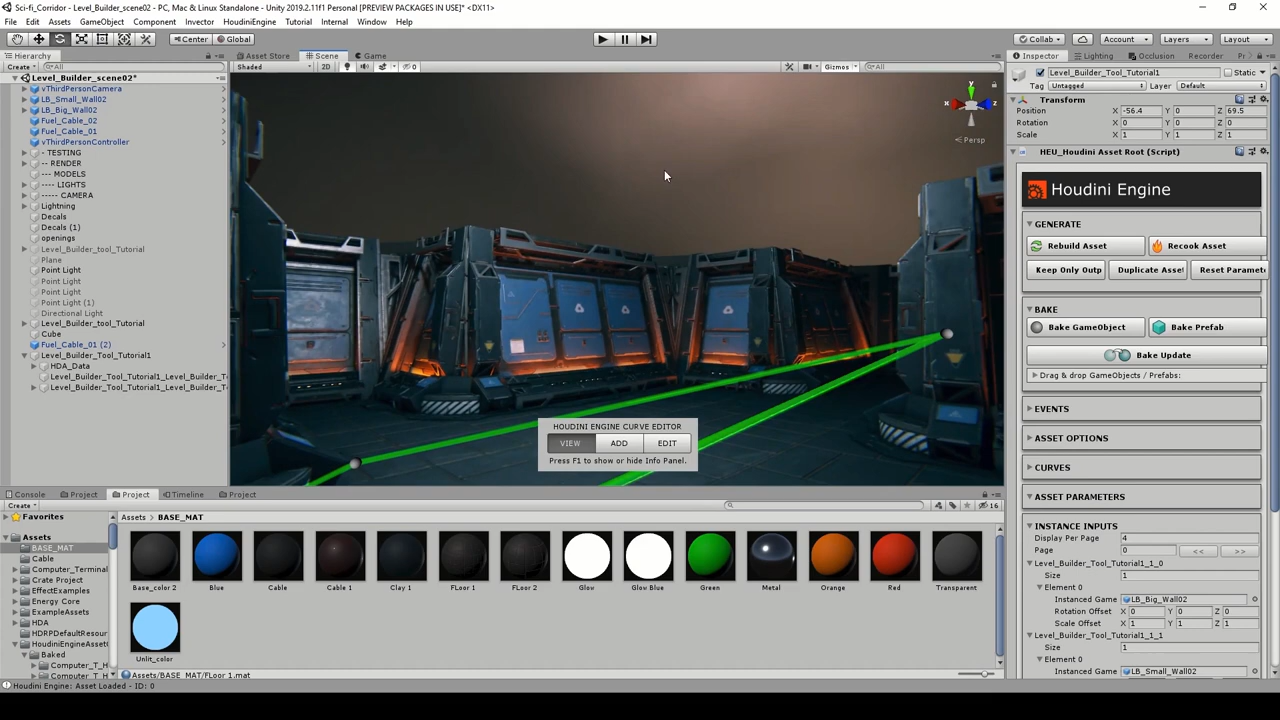 Sci-fi_Corridor - Level_Builder_scene02 - PC, Mac & Linux Standalone - Unity 2019.2.11f1 Personal [PREVIEW PACKAGES IN USE]* <DX11>
File Edit Assets GameObject Component Invector HoudiniEngine Tutorial Internal Window Help
Center Global Collab Account Layers Layout
Hierarchy
Create All
Level_Builder_scene02*
vThirdPersonCamera
LB_Small_Wall02
LB_Big_Wall02
Fuel_Cable_02
Fuel_Cable_01
vThirdPersonController
- TESTING
-- RENDER
--- MODELS
---- LIGHTS
----- CAMERA
Lightning
Decals
Decals (1)
openings
Level_Builder_tool_Tutorial
Plane
Point Light
Point Light
Point Light
Point Light (1)
Directional Light
Level_Builder_tool_Tutorial
Cube
Fuel_Cable_01 (2)
Level_Builder_Tool_Tutorial1
HDA_Data
Level_Builder_Tool_Tutorial1_Level_Builder_T
Level_Builder_Tool_Tutorial1_Level_Builder_T
Asset Store Scene Game
Shaded 2D 0 Gizmos All
y
x z
Persp
HOUDINI ENGINE CURVE EDITOR
VIEW ADD EDIT
Press F1 to show or hide Info Panel.
Inspector Lighting Occlusion Recorder
Level_Builder_Tool_Tutorial1 Static
Tag Untagged Layer Default
Transform
Position X -56.4 Y 0 Z 69.5
Rotation X 0 Y 0 Z 0
Scale X 1 Y 1 Z 1
HEU_Houdini Asset Root (Script)
Houdini Engine
GENERATE
Rebuild Asset Recook Asset
Keep Only Outp Duplicate Asset Reset Paramete
BAKE
Bake GameObject Bake Prefab
Bake Update
Drag & drop GameObjects / Prefabs:
EVENTS
ASSET OPTIONS
CURVES
ASSET PARAMETERS
INSTANCE INPUTS
Display Per Page 4
Page 0 << >>
Level_Builder_Tool_Tutorial1_1_0
Size 1
Element 0
Instanced Game LB_Big_Wall02
Rotation Offset X 0 Y 0 Z 0
Scale Offset X 1 Y 1 Z 1
Level_Builder_Tool_Tutorial1_1_1
Size 1
Element 0
Instanced Game LB_Small_Wall02
Console Project Project Timeline Project
Create 16
Favorites
Assets
BASE_MAT
Cable
Computer_Terminal
Crate Project
EffectExamples
Energy Core
ExampleAssets
HDA
HDRPDefaultResour
HoudiniEngineAsset
Baked
Computer_T_H
Computer_T_H
Assets > BASE_MAT
Base_color 2 Blue Cable Cable 1 Clay 1 FLoor 1 FLoor 2 Glow Glow Blue Green Metal Orange Red Transparent
Unlit_color
Assets/BASE_MAT/FLoor 1.mat
Houdini Engine: Asset Loaded - ID: 0